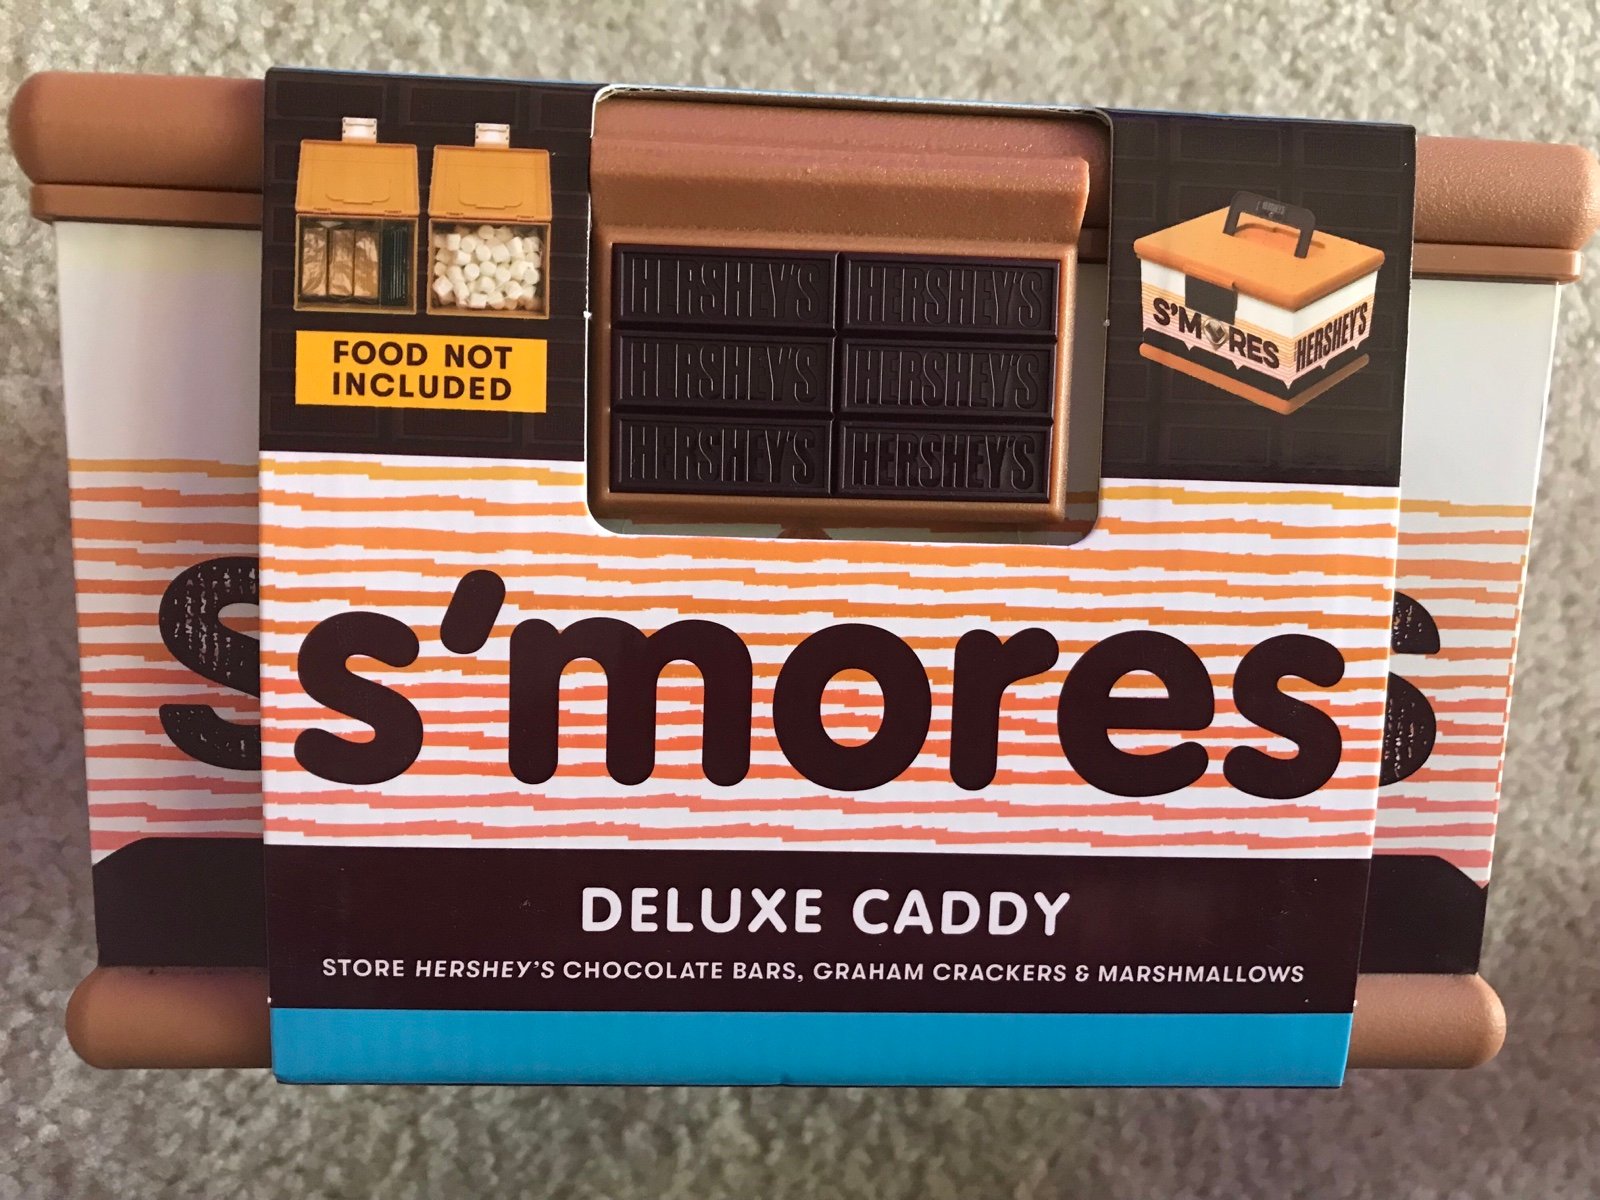 FOOD NOT
INCLUDED
HERSHEY'S HERSHEY'S
HERSHEY'S HERSHEY'S
HERSHEY'S HERSHEY'S
HERSHEY'S
S'MORES HERSHEY'S
S S
s'mores
DELUXE CADDY
STORE HERSHEY'S CHOCOLATE BARS, GRAHAM CRACKERS & MARSHMALLOWS